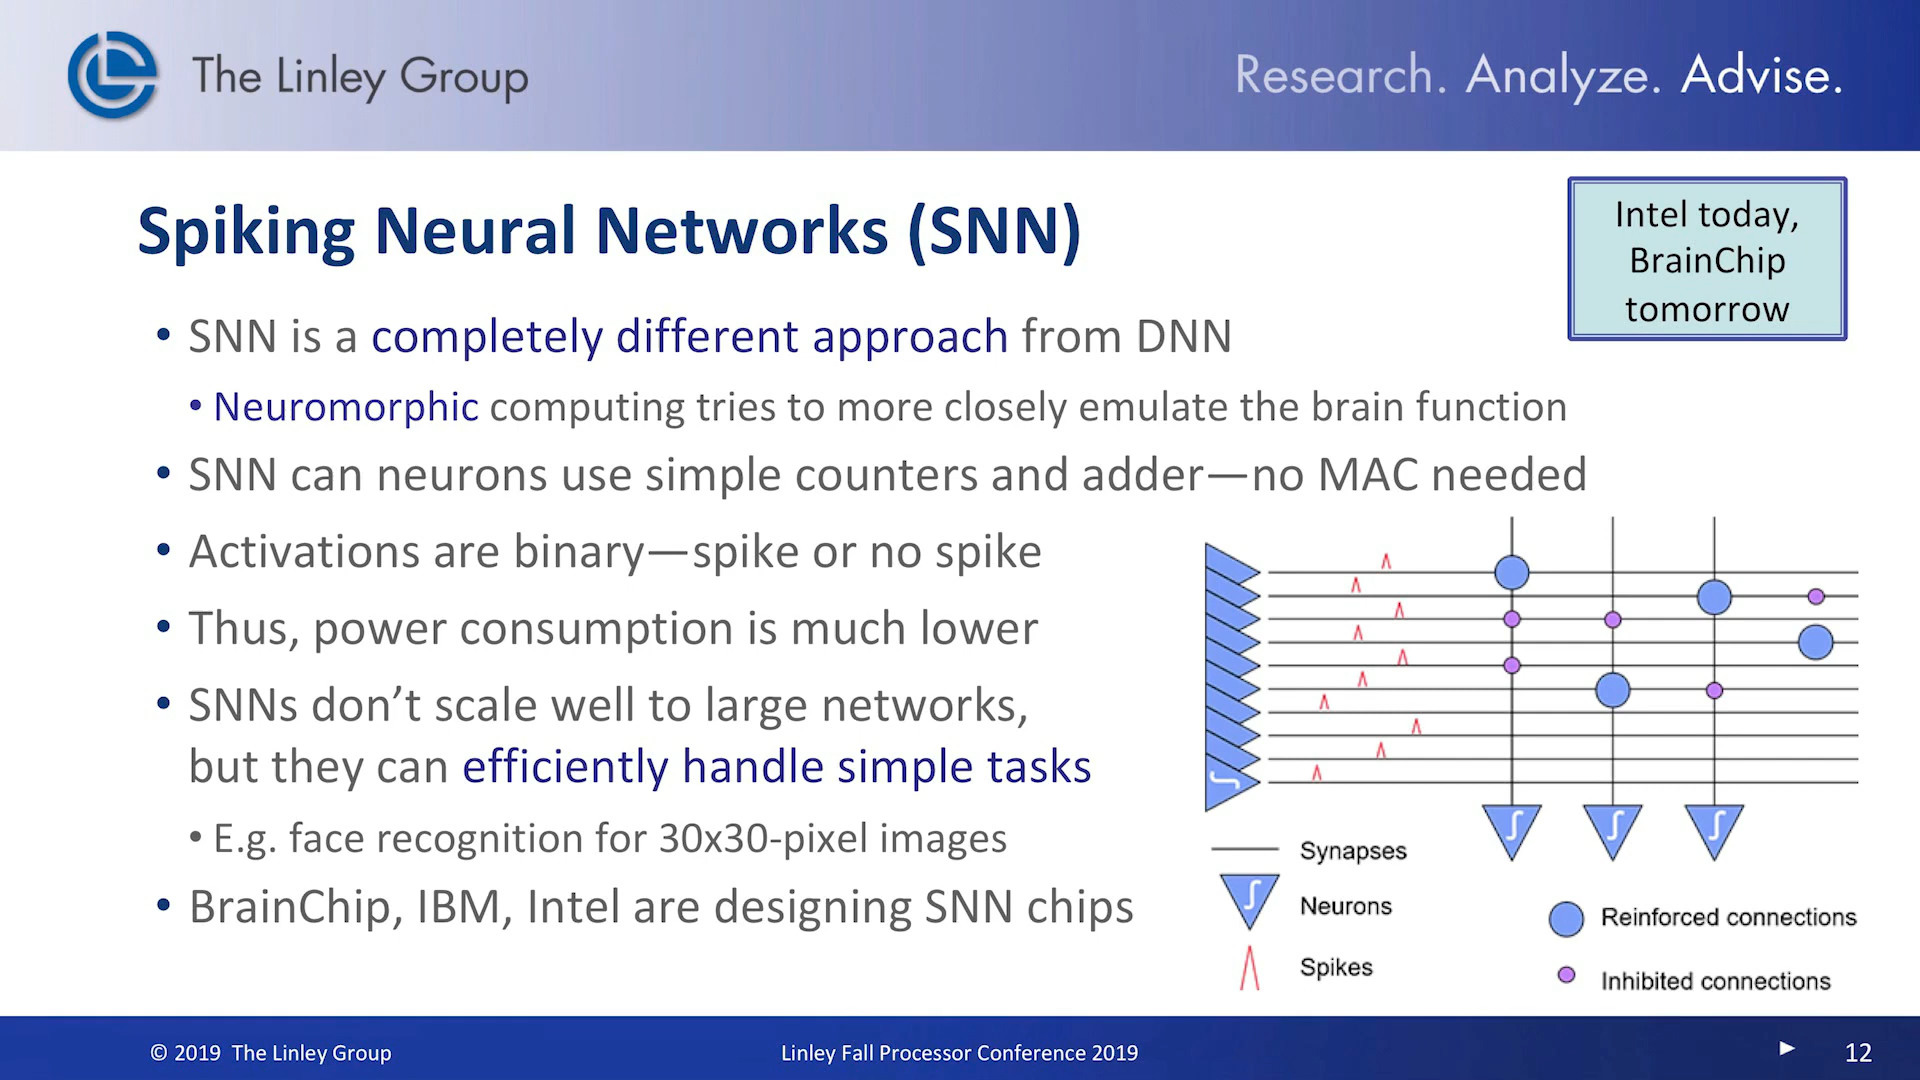 The Linley Group
Research. Analyze. Advise.
Spiking Neural Networks (SNN)
Intel today,
BrainChip
tomorrow
• SNN is a completely different approach from DNN
• Neuromorphic computing tries to more closely emulate the brain function
• SNN can neurons use simple counters and adder—no MAC needed
• Activations are binary—spike or no spike
• Thus, power consumption is much lower
• SNNs don’t scale well to large networks,
but they can efficiently handle simple tasks
• E.g. face recognition for 30x30-pixel images
• BrainChip, IBM, Intel are designing SNN chips
Synapses
Neurons
Spikes
Reinforced connections
Inhibited connections
© 2019 The Linley Group
Linley Fall Processor Conference 2019
12